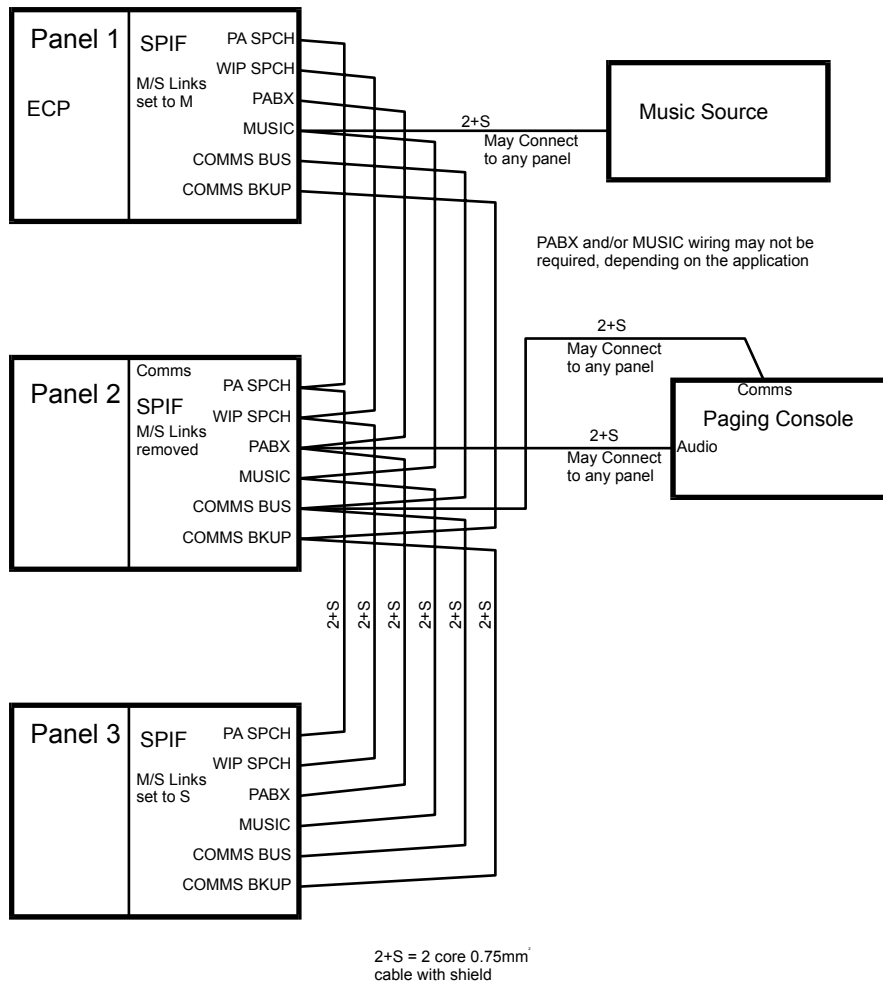 Panel 1
ECP
SPIF
M/S Links
set to M
PA SPCH
WIP SPCH
PABX
MUSIC
COMMS BUS
COMMS BKUP
2+S
May Connect
to any panel
Music Source
PABX and/or MUSIC wiring may not be
required, depending on the application
Panel 2
Comms
SPIF
M/S Links
removed
PA SPCH
WIP SPCH
PABX
MUSIC
COMMS BUS
COMMS BKUP
2+S
May Connect
to any panel
2+S
May Connect
to any panel
Comms
Paging Console
Audio
2+S
2+S
2+S
2+S
2+S
2+S
Panel 3
SPIF
M/S Links
set to S
PA SPCH
WIP SPCH
PABX
MUSIC
COMMS BUS
COMMS BKUP
2+S = 2 core 0.75mm²
cable with shield